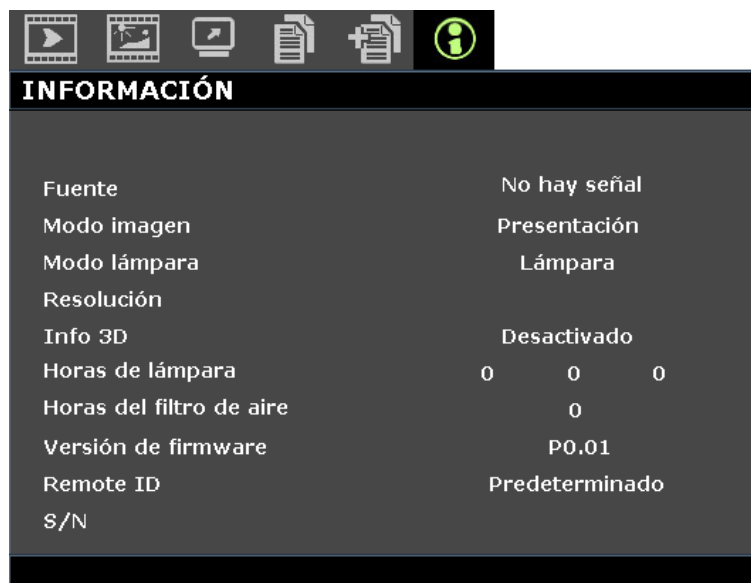 INFORMACIÓN
Fuente No hay señal
Modo imagen Presentación
Modo lámpara Lámpara
Resolución
Info 3D Desactivado
Horas de lámpara 0 0 0
Horas del filtro de aire 0
Versión de firmware P0.01
Remote ID Predeterminado
S/N